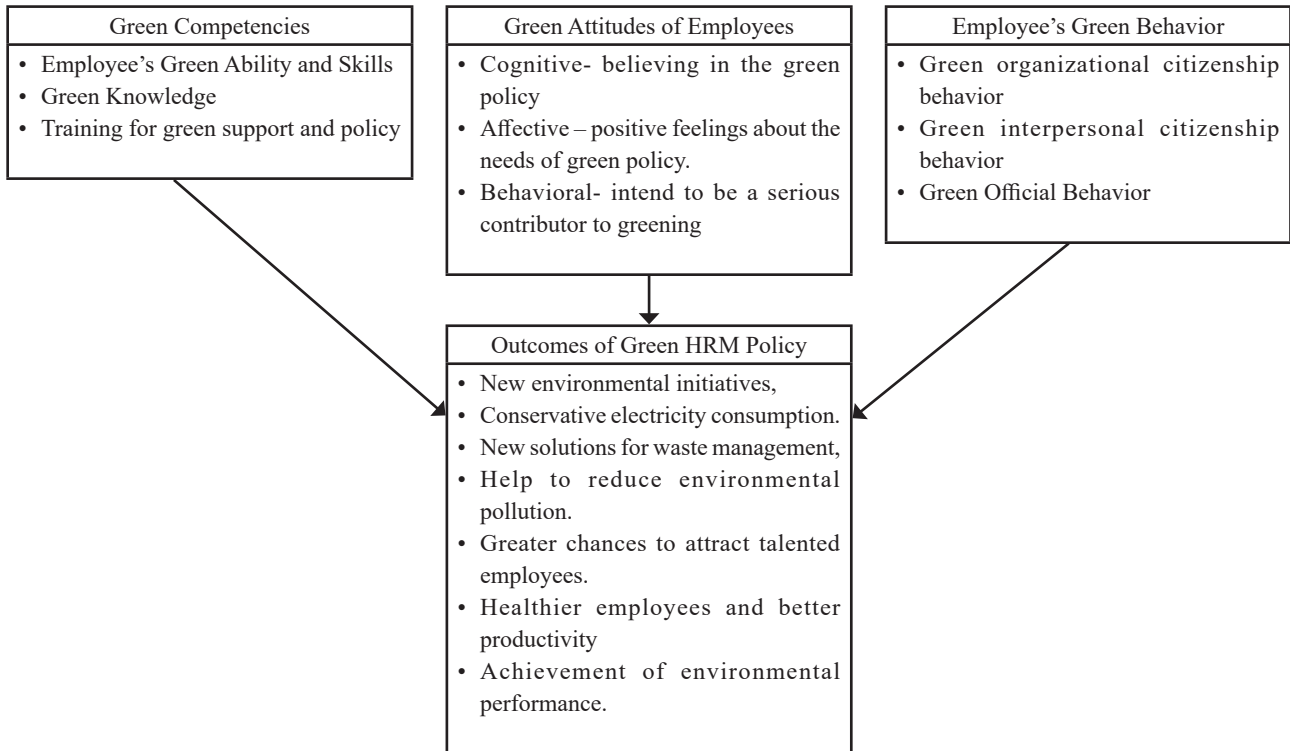 Green Competencies
• Employee’s Green Ability and Skills
• Green Knowledge
• Training for green support and policy
Green Attitudes of Employees
• Cognitive- believing in the green
policy
• Affective – positive feelings about the
needs of green policy.
• Behavioral- intend to be a serious
contributor to greening
Employee’s Green Behavior
• Green organizational citizenship
behavior
• Green interpersonal citizenship
behavior
• Green Official Behavior
Outcomes of Green HRM Policy
• New environmental initiatives,
• Conservative electricity consumption.
• New solutions for waste management,
• Help to reduce environmental
pollution.
• Greater chances to attract talented
employees.
• Healthier employees and better
productivity
• Achievement of environmental
performance.